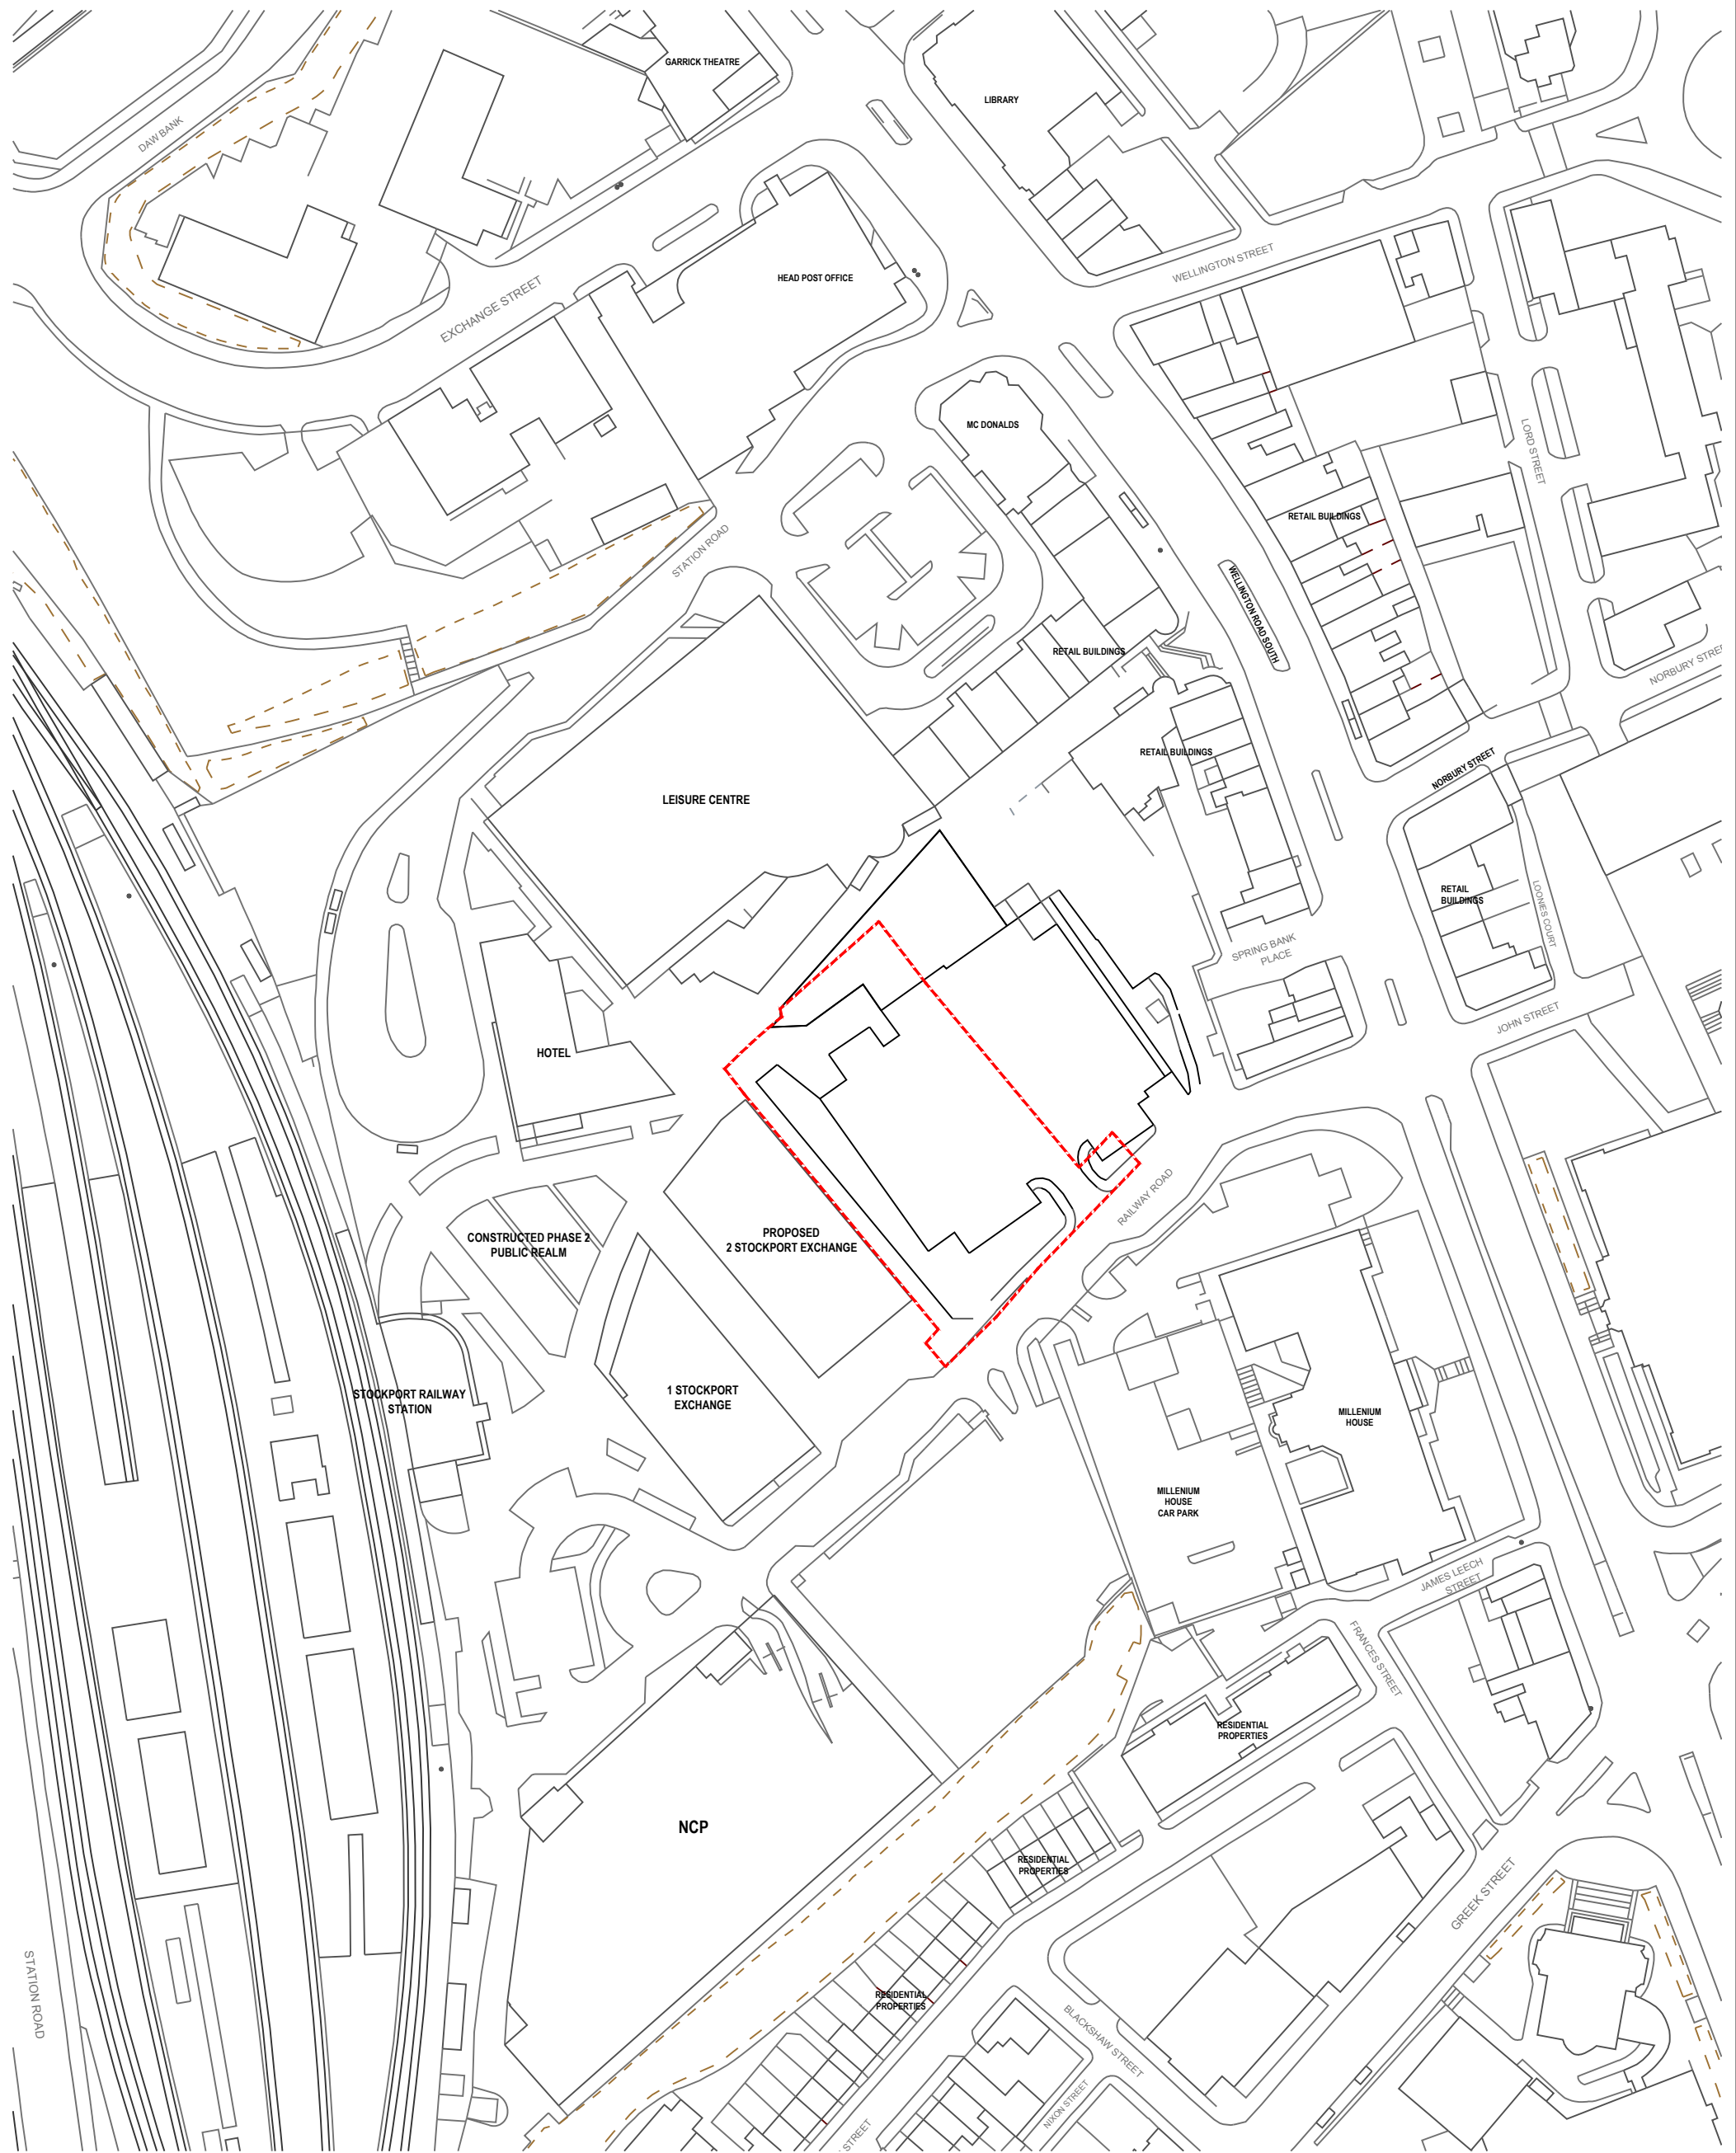 GARRICK THEATRE
LIBRARY
DAW BANK
WELLINGTON STREET
HEAD POST OFFICE
EXCHANGE STREET
MC DONALDS
LORD STREET
RETAIL BUILDINGS
STATION ROAD
WELLINGTON ROAD SOUTH
RETAIL BUILDINGS
NORBURY STREE
RETAIL BUILDINGS
NORBURY STREET
LEISURE CENTRE
RETAIL
BUILDINGS
LOONIES COURT
SPRING BANK
PLACE
JOHN STREET
HOTEL
RAILWAY ROAD
CONSTRUCTED PHASE 2
PUBLIC REALM
PROPOSED
2 STOCKPORT EXCHANGE
STOCKPORT RAILWAY
STATION
1 STOCKPORT
EXCHANGE
MILLENIUM
HOUSE
MILLENIUM
HOUSE
CAR PARK
JAMES LEECH
STREET
FRANCES STREET
RESIDENTIAL
PROPERTIES
NCP
RESIDENTIAL
PROPERTIES
GREEK STREET
STATION ROAD
RESIDENTIAL
PROPERTIES
BLACKSHAW STREET
NIXON STREET
STREET